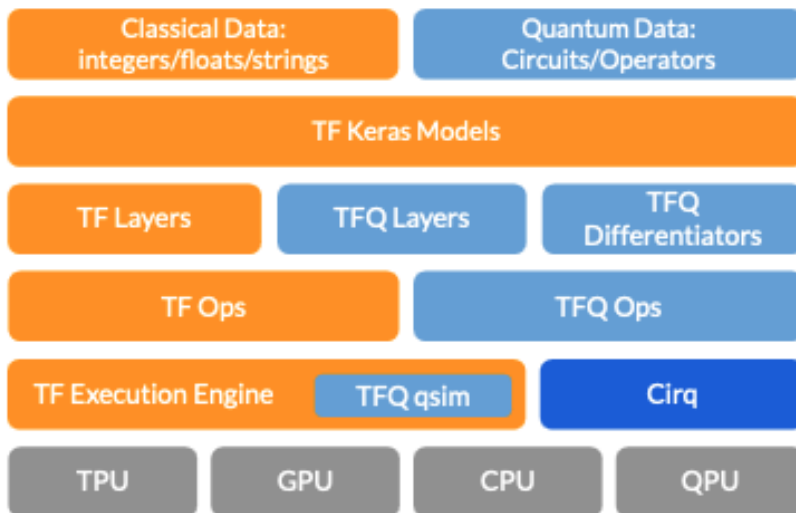 Classical Data:
integers/floats/strings
Quantum Data:
Circuits/Operators
TF Keras Models
TF Layers
TFQ Layers
TFQ
Differentiators
TF Ops
TFQ Ops
TF Execution Engine
TFQ qsim
Cirq
TPU
GPU
CPU
QPU